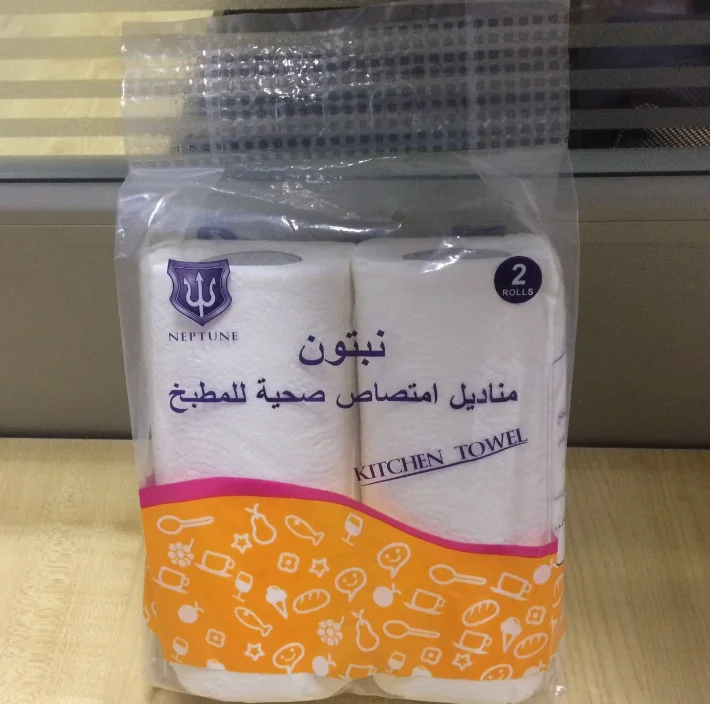 2
ROLLS
NEPTUNE
نبتون
مناديل امتصاص صحية للمطبخ
KITCHEN TOWEL